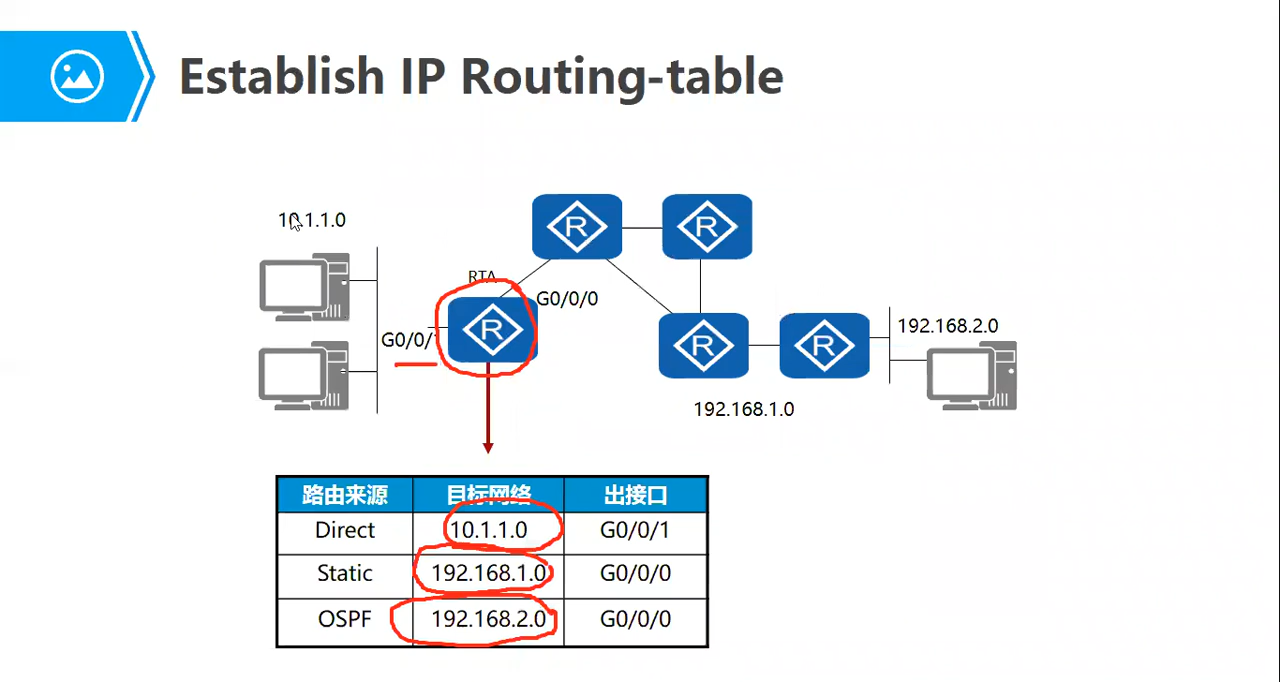 Establish IP Routing-table
10.1.1.0
RTA
G0/0/0
G0/0/1
192.168.2.0
192.168.1.0
路由来源 目标网络 出接口
Direct 10.1.1.0 G0/0/1
Static 192.168.1.0 G0/0/0
OSPF 192.168.2.0 G0/0/0
R
R
R
R
R